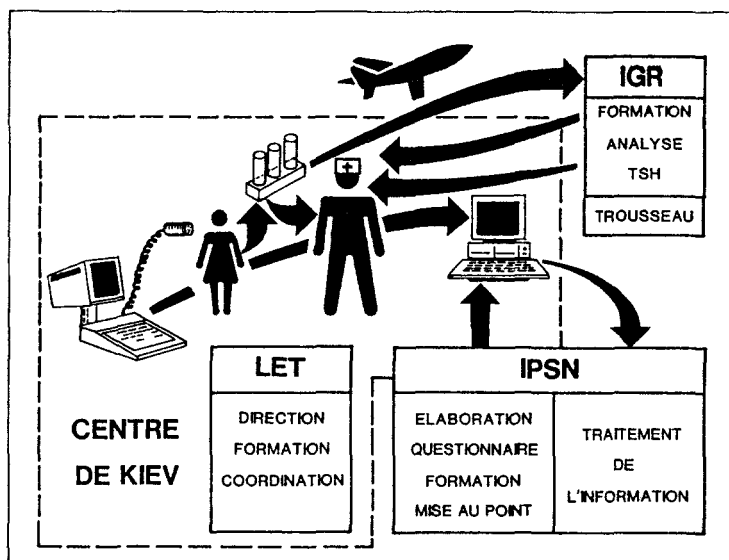 IGR
FORMATION
ANALYSE
TSH
TROUSSEAU
CENTRE
DE KIEV
LET
DIRECTION
FORMATION
COORDINATION
IPSN
ELABORATION
QUESTIONNAIRE
FORMATION
MISE AU POINT
TRAITEMENT
DE
L'INFORMATION